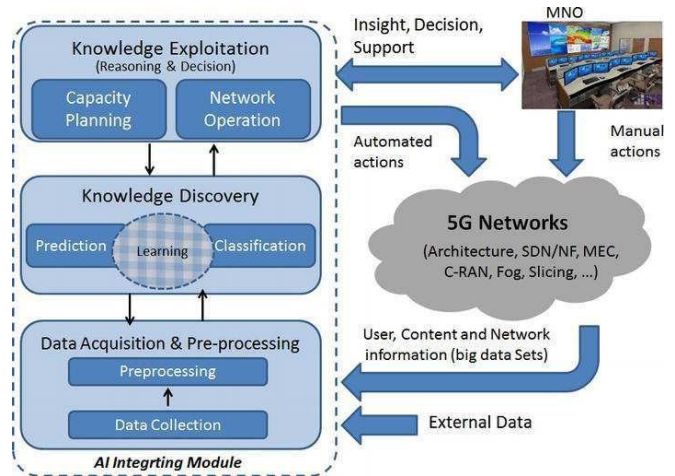 Knowledge Exploitation
(Reasoning & Decision)
Capacity
Planning
Network
Operation
Knowledge Discovery
Prediction
Learning
Classification
Data Acquisition & Pre-processing
Preprocessing
Data Collection
AI Integrting Module
Insight, Decision,
Support
MNO
Automated
actions
Manual
actions
5G Networks
(Architecture, SDN/NF, MEC,
C-RAN, Fog, Slicing, ...)
User, Content and Network
information (big data Sets)
External Data